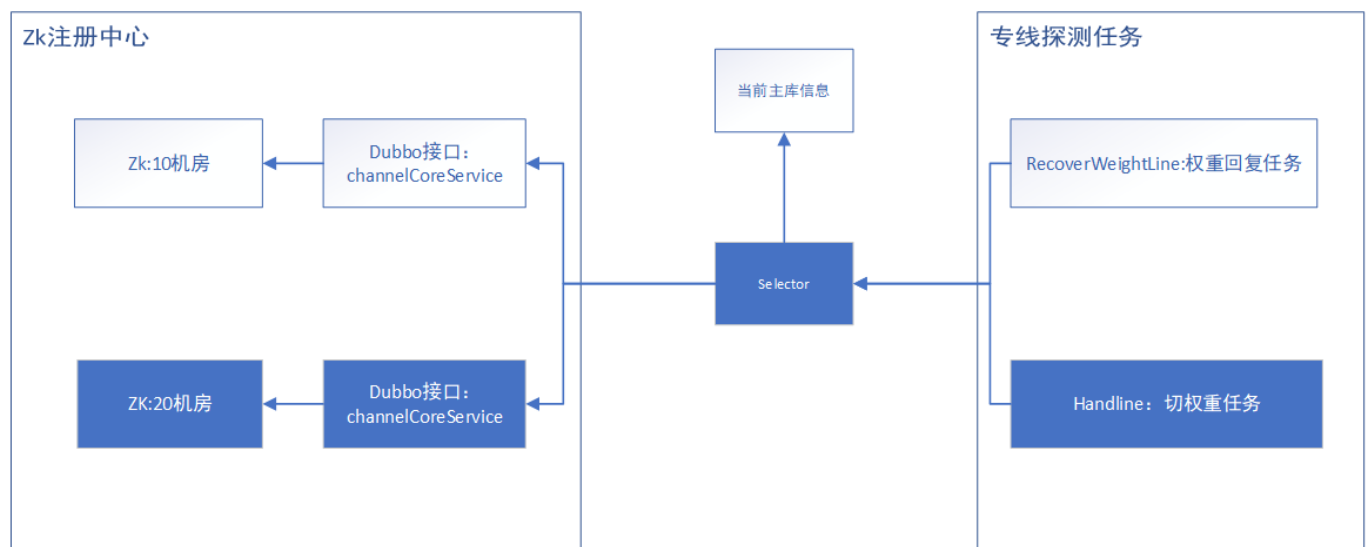 Zk注册中心
专线探测任务
当前主库信息
Zk:10机房
Dubbo接口：
channelCoreService
RecoverWeightLine:权重回复任务
Selector
ZK:20机房
Dubbo接口：
channelCoreService
Handline：切权重任务